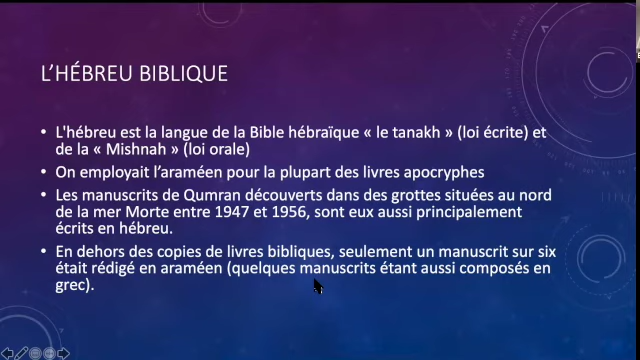 L'HÉBREU BIBLIQUE
• L'hébreu est la langue de la Bible hébraïque « le tanakh » (loi écrite) et
de la « Mishnah » (loi orale)
• On employait l'araméen pour la plupart des livres apocryphes
• Les manuscrits de Qumran découverts dans des grottes situées au nord
de la mer Morte entre 1947 et 1956, sont eux aussi principalement
écrits en hébreu.
• En dehors des copies de livres bibliques, seulement un manuscrit sur six
était rédigé en araméen (quelques manuscrits étant aussi composés en
grec).